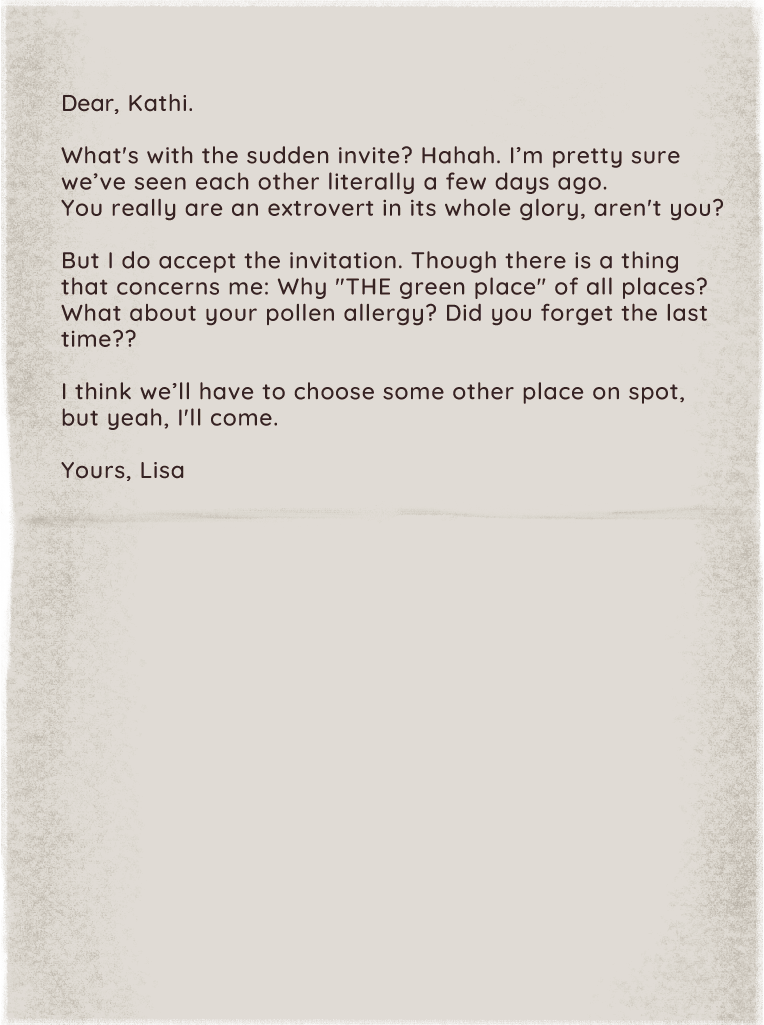 Dear, Kathi.
What's with the sudden invite? Hahah. I’m pretty sure
we’ve seen each other literally a few days ago.
You really are an extrovert in its whole glory, aren't you?
But I do accept the invitation. Though there is a thing
that concerns me: Why "THE green place" of all places?
What about your pollen allergy? Did you forget the last
time??
I think we’ll have to choose some other place on spot,
but yeah, I'll come.
Yours, Lisa